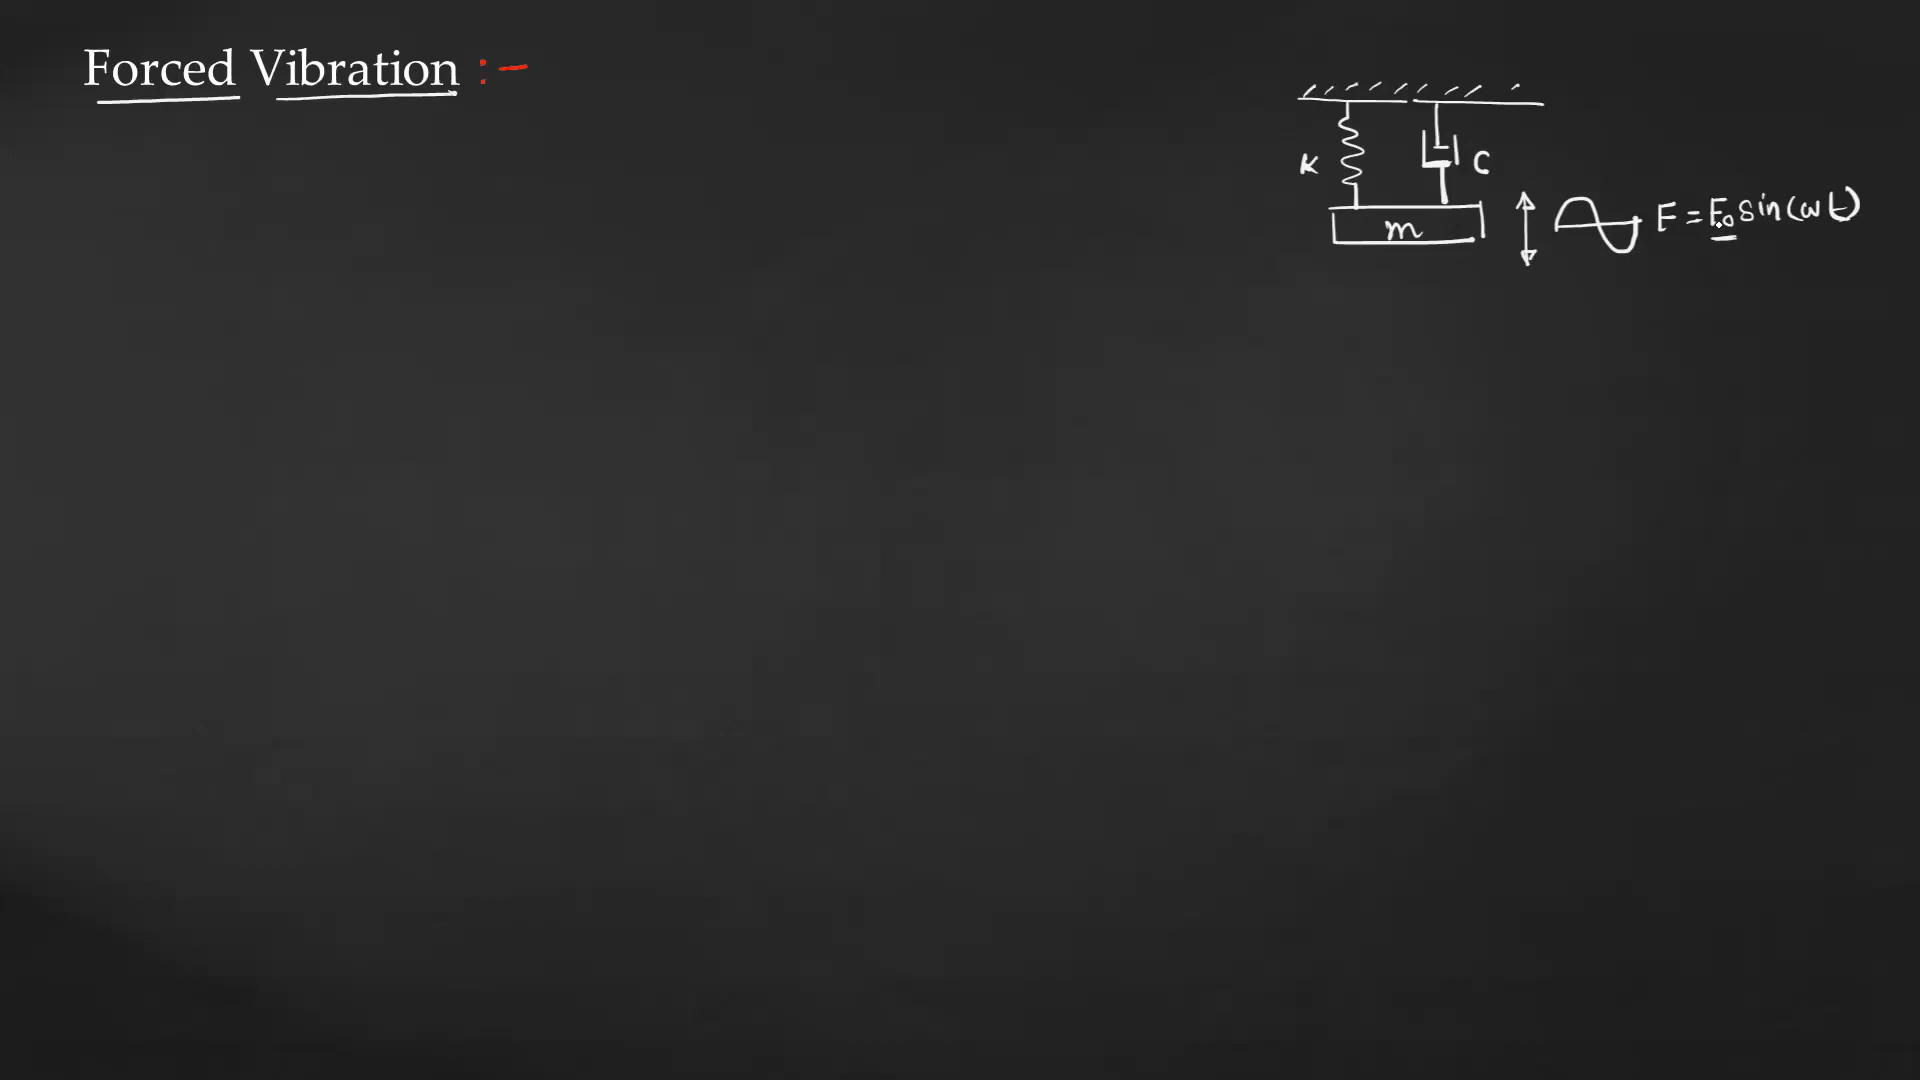 Forced Vibration :-
K
C
m
F = F₀ sin(ωt)